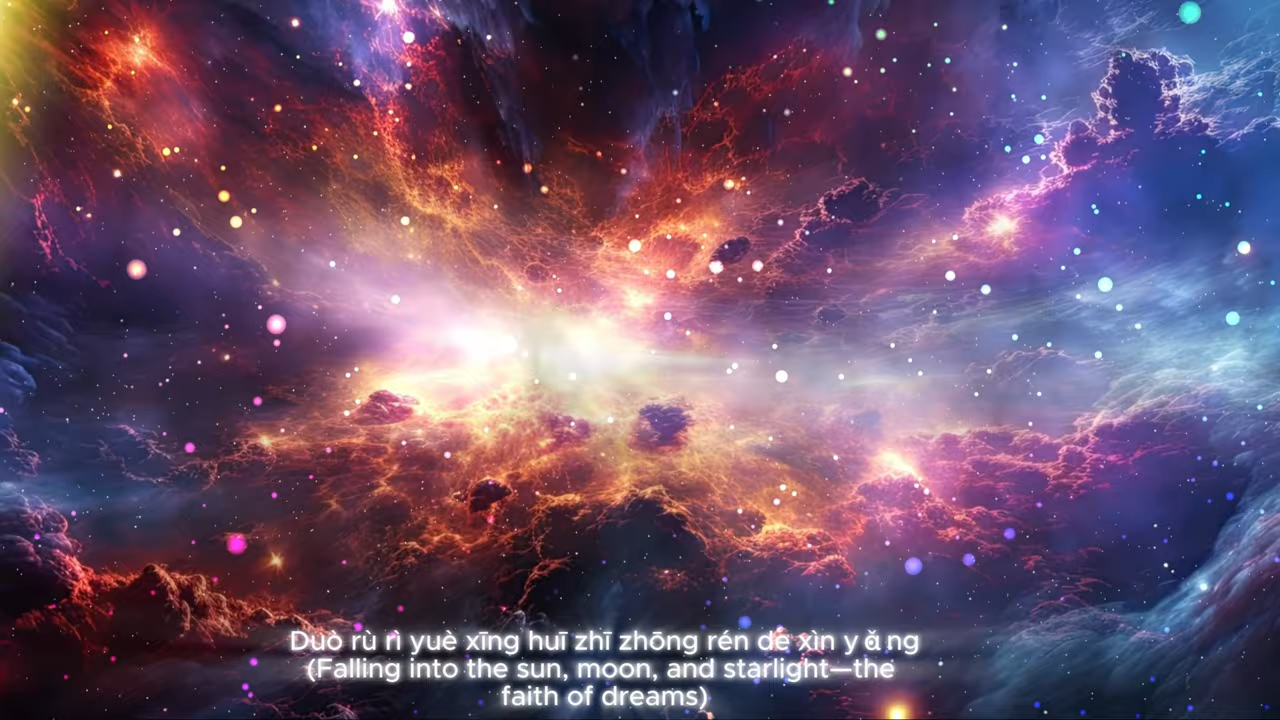 Duò rù rì yuè xīng huī zhī zhōng rén de xìn yǎng
(Falling into the sun, moon, and starlight—the
faith of dreams)